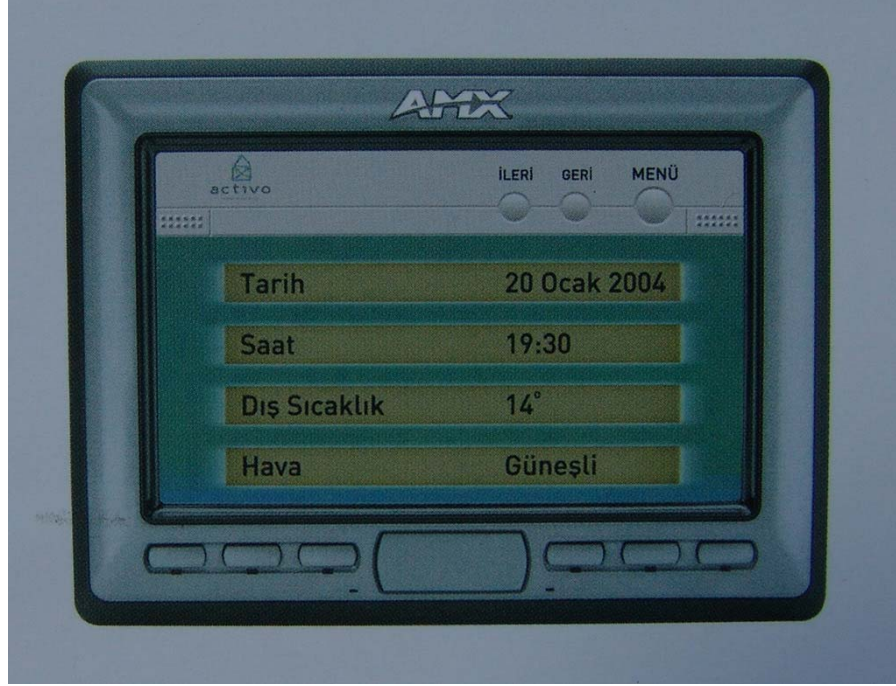 AMX
activo
İLERİ GERİ MENÜ
Tarih 20 Ocak 2004
Saat 19:30
Dış Sıcaklık 14°
Hava Güneşli